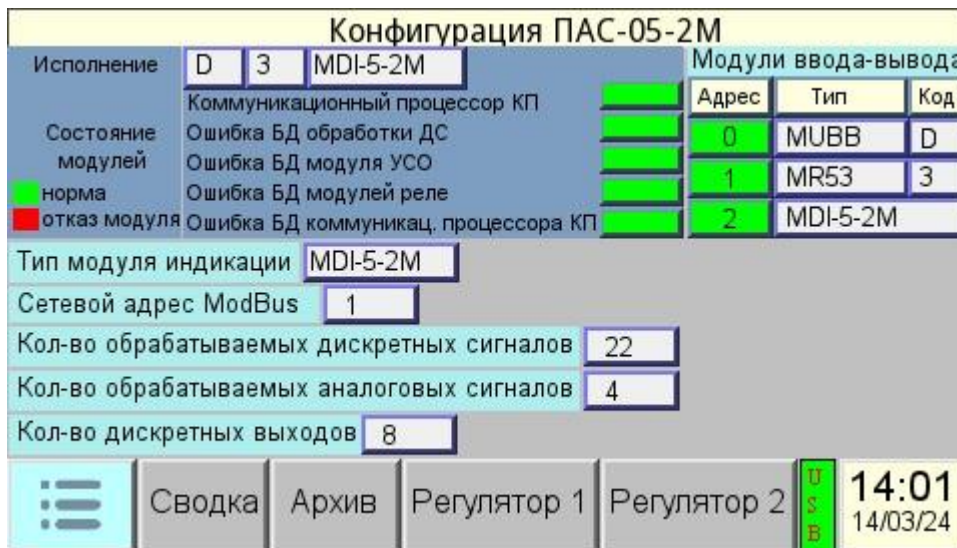 Конфигурация ПАС-05-2М
Исполнение D 3 MDI-5-2M
Состояние модулей
норма
отказ модуля
Коммуникационный процессор КП
Ошибка БД обработки ДС
Ошибка БД модуля УСО
Ошибка БД модулей реле
Ошибка БД коммуникац. процессора КП
Модули ввода-вывода
Адрес Тип Код
0 MUBB D
1 MR53 3
2 MDI-5-2M
Тип модуля индикации MDI-5-2M
Сетевой адрес ModBus 1
Кол-во обрабатываемых дискретных сигналов 22
Кол-во обрабатываемых аналоговых сигналов 4
Кол-во дискретных выходов 8
Сводка Архив Регулятор 1 Регулятор 2 USB 14:01
14/03/24